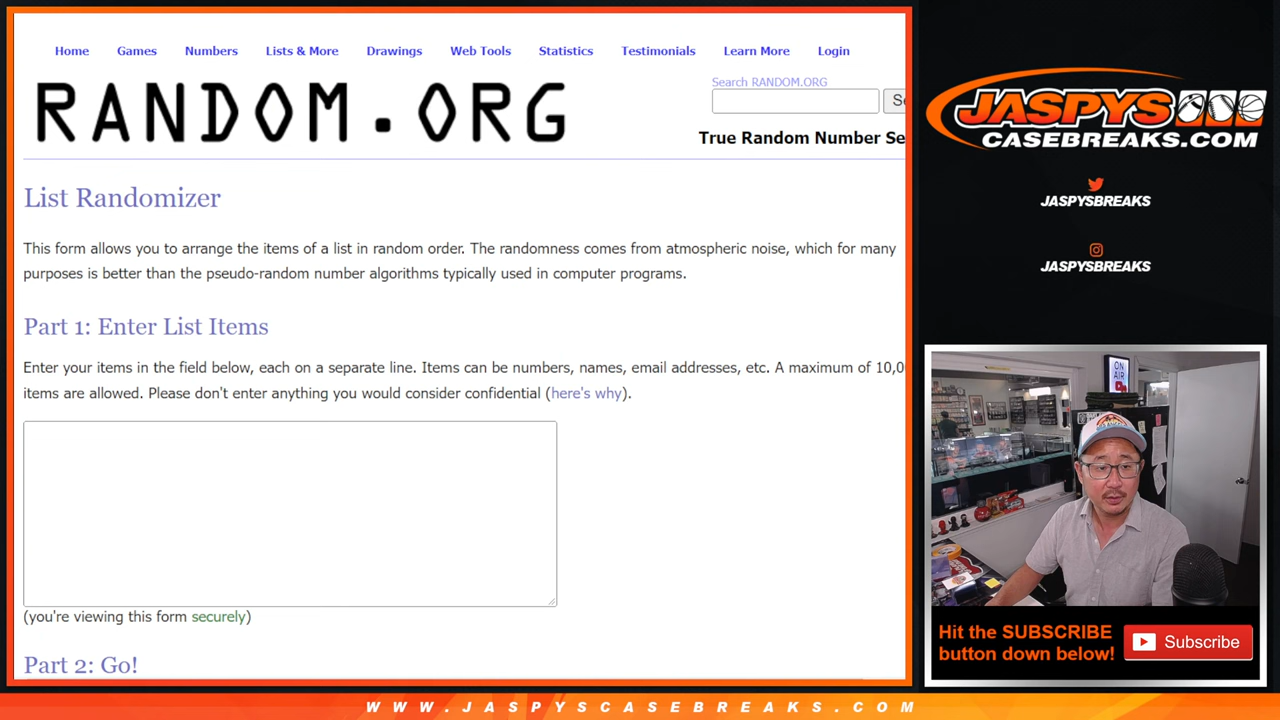 Home Games Numbers Lists & More Drawings Web Tools Statistics Testimonials Learn More Login
RANDOM.ORG
Search RANDOM.ORG
Se
True Random Number Se
List Randomizer
This form allows you to arrange the items of a list in random order. The randomness comes from atmospheric noise, which for many
purposes is better than the pseudo-random number algorithms typically used in computer programs.
Part 1: Enter List Items
Enter your items in the field below, each on a separate line. Items can be numbers, names, email addresses, etc. A maximum of 10,0
items are allowed. Please don't enter anything you would consider confidential (here's why).
(you're viewing this form securely)
Part 2: Go!
JASPYS
CASEBREAKS.COM
JASPYSBREAKS
JASPYSBREAKS
ON
AIR
Hit the SUBSCRIBE
button down below!
Subscribe
WWW.JASPYSCASEBREAKS.COM